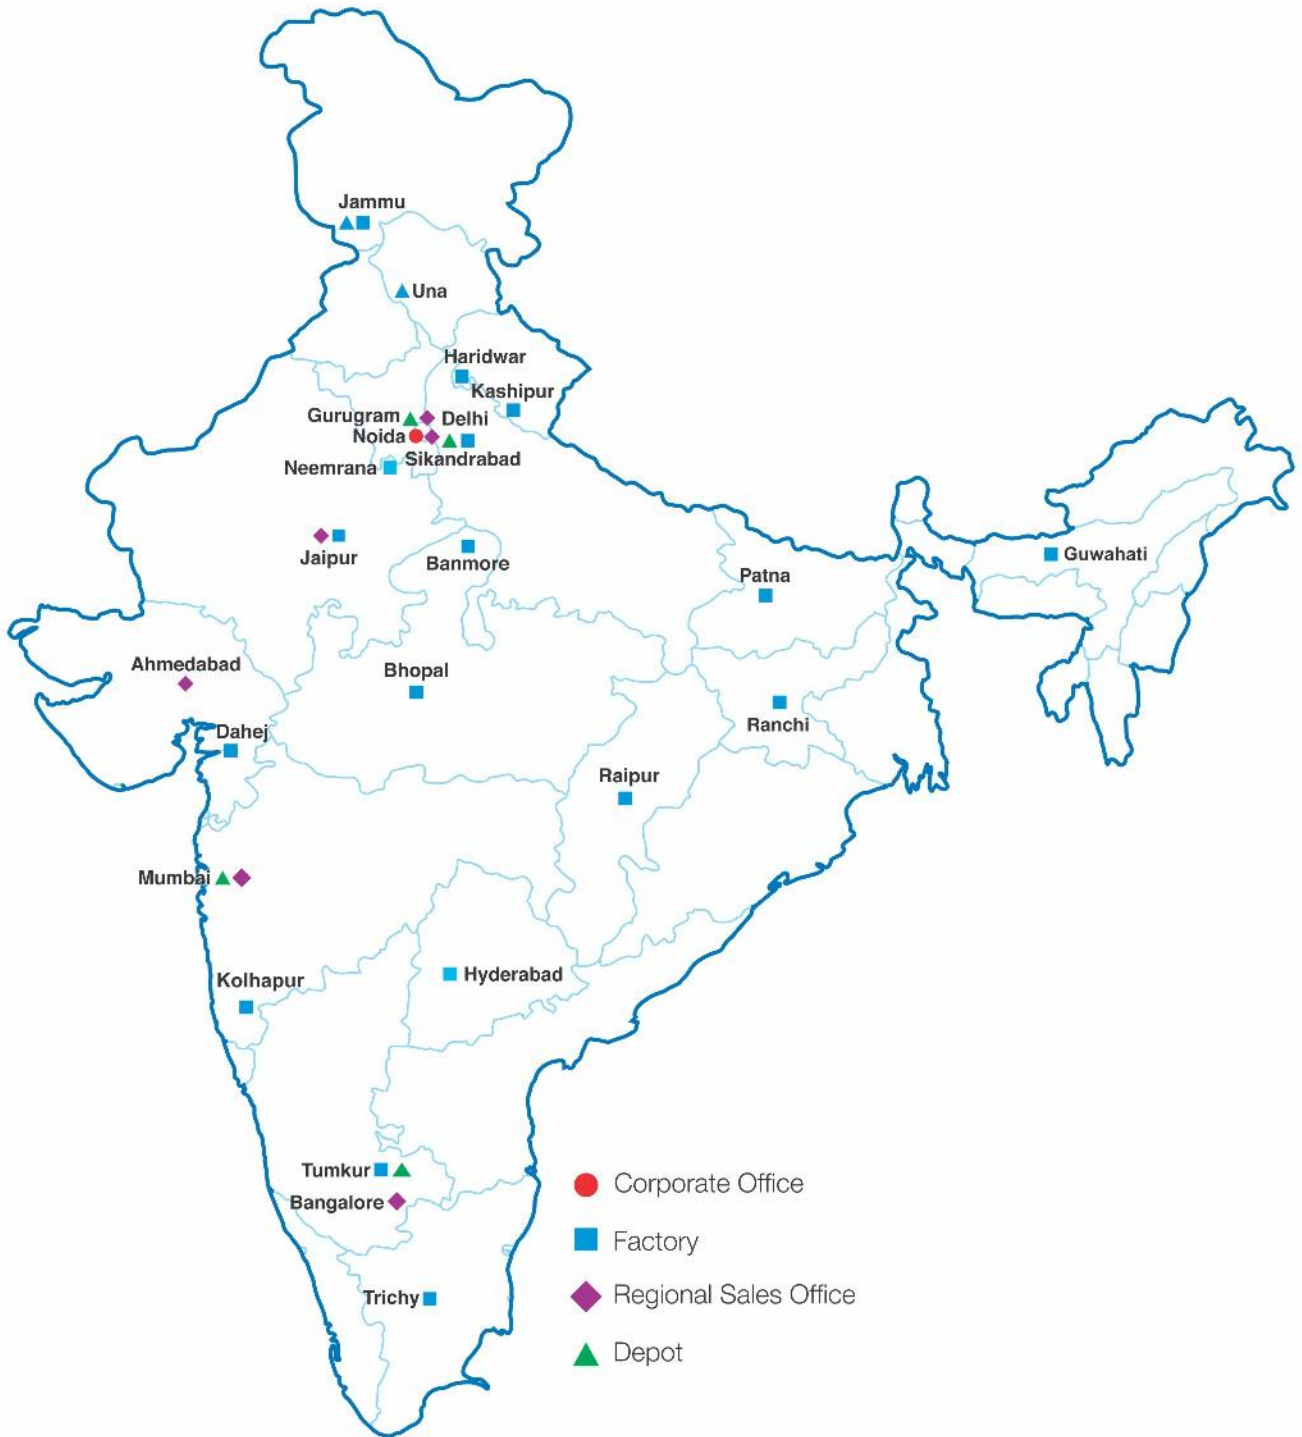 Jammu
Una
Haridwar
Kashipur
Gurugram
Delhi
Noida
Sikandrabad
Neemrana
Jaipur
Banmore
Guwahati
Patna
Ahmedabad
Bhopal
Ranchi
Dahej
Raipur
Mumbai
Hyderabad
Kolhapur
Tumkur
Bangalore
Trichy
Corporate Office
Factory
Regional Sales Office
Depot